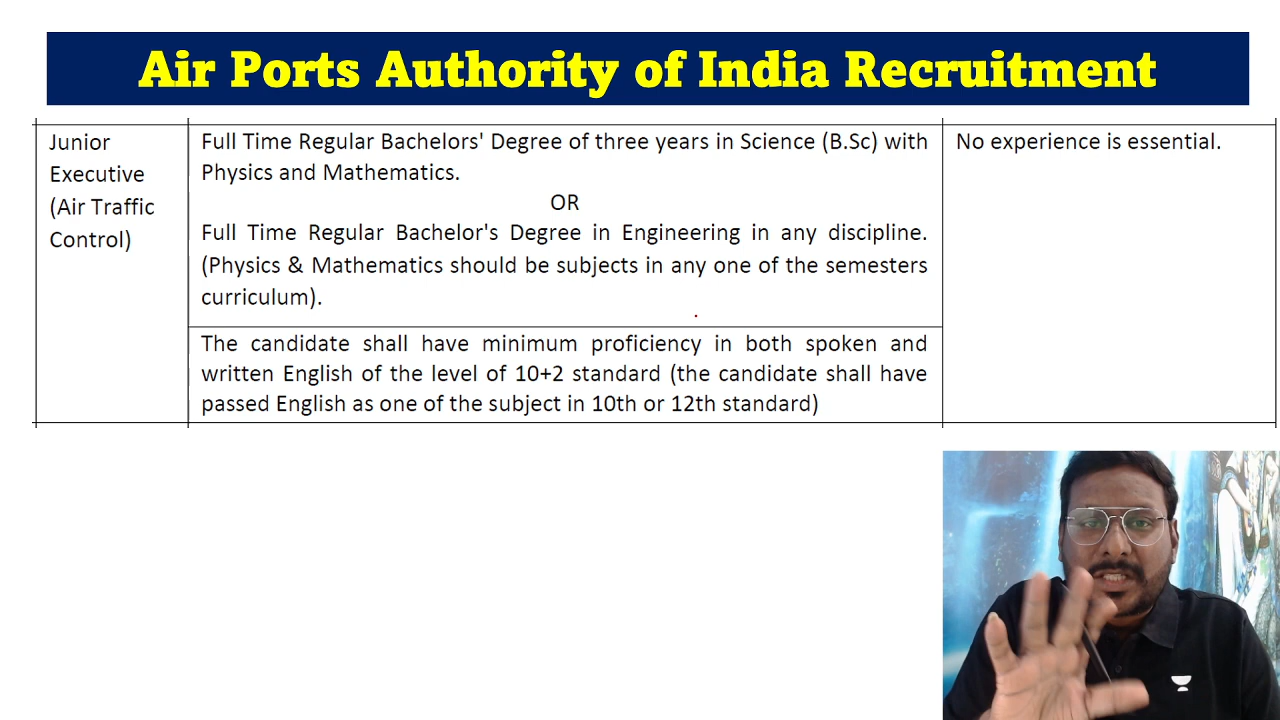 Air Ports Authority of India Recruitment
Junior
Executive
(Air Traffic
Control)
Full Time Regular Bachelors' Degree of three years in Science (B.Sc) with
Physics and Mathematics.
OR
Full Time Regular Bachelor's Degree in Engineering in any discipline.
(Physics & Mathematics should be subjects in any one of the semesters
curriculum).
The candidate shall have minimum proficiency in both spoken and
written English of the level of 10+2 standard (the candidate shall have
passed English as one of the subject in 10th or 12th standard)
No experience is essential.